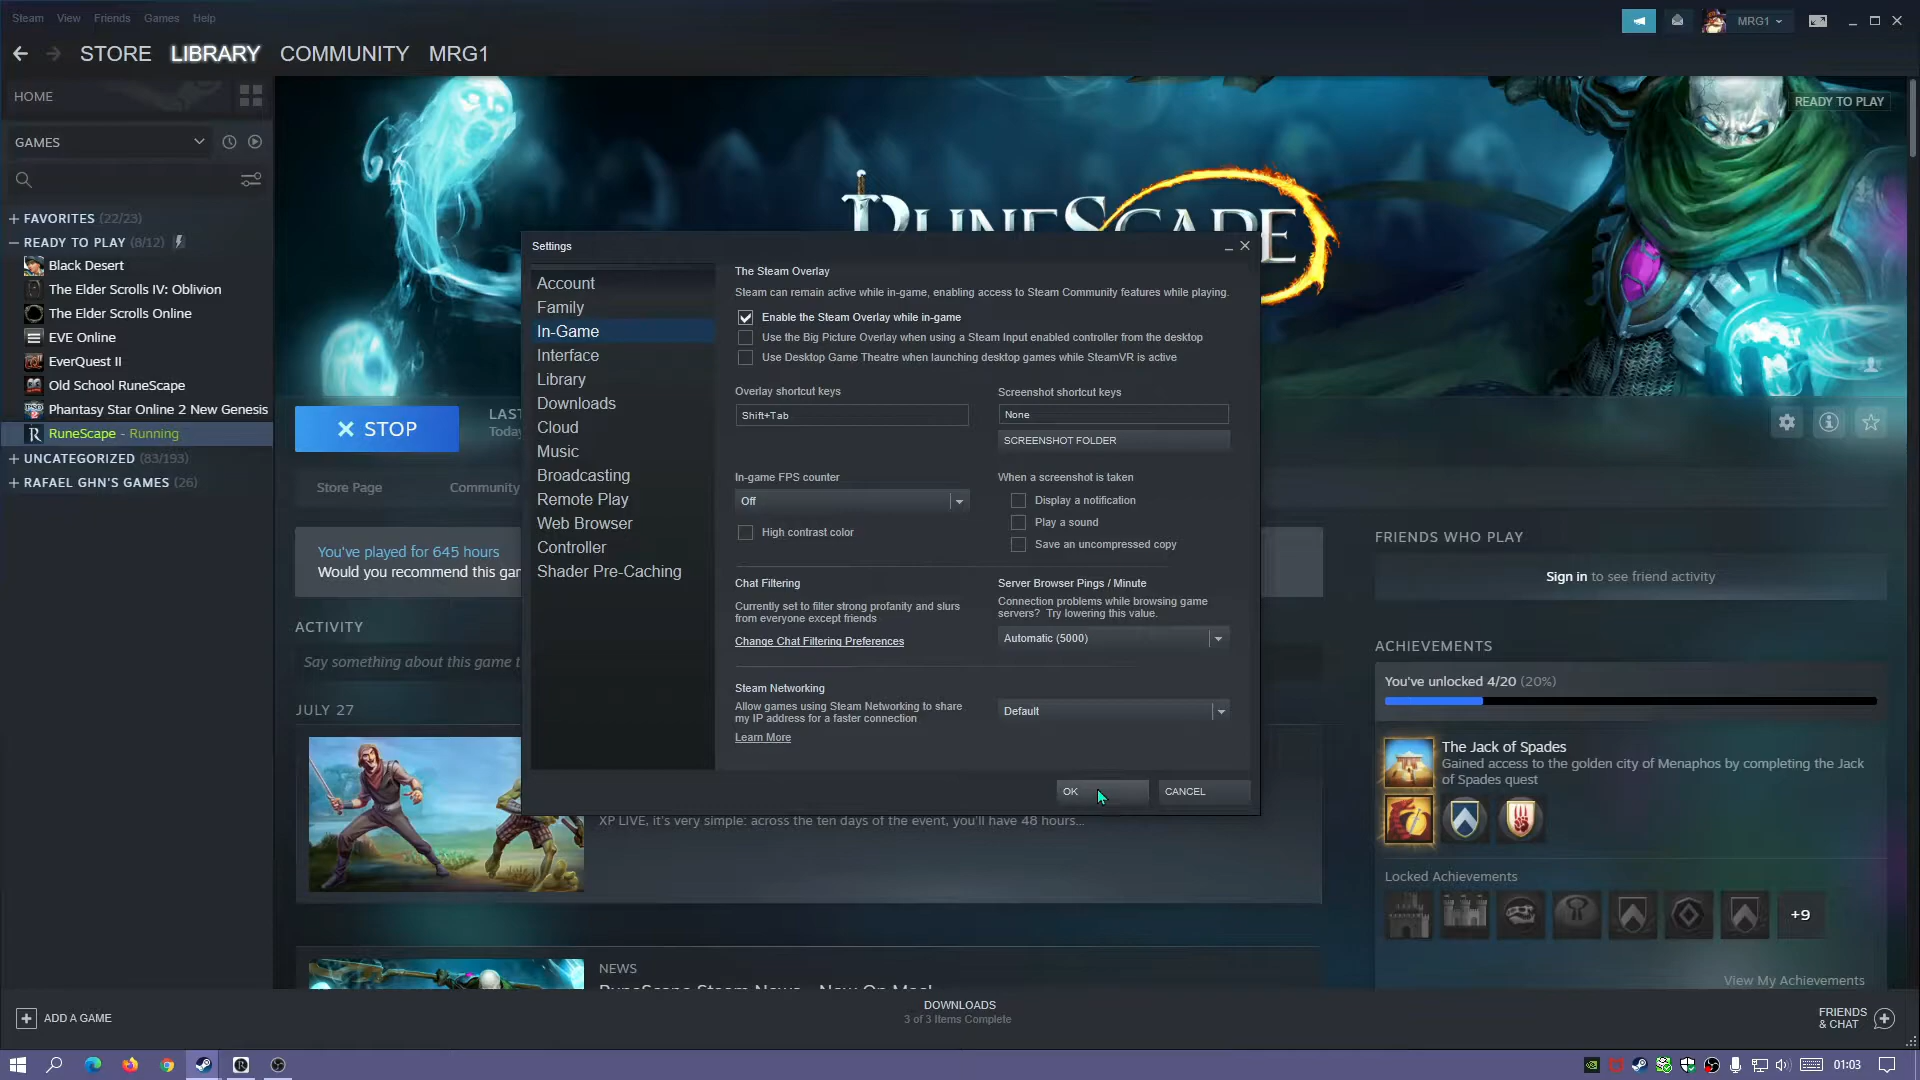 Steam View Friends Games Help
MRG1
STORE LIBRARY COMMUNITY MRG1
HOME
READY TO PLAY
GAMES
RUNESCAPE
+ FAVORITES (22/23)
− READY TO PLAY (8/12)
Black Desert
The Elder Scrolls IV: Oblivion
The Elder Scrolls Online
EVE Online
EverQuest II
Old School RuneScape
Phantasy Star Online 2 New Genesis
RuneScape - Running
+ UNCATEGORIZED (83/193)
+ RAFAEL GHN'S GAMES (26)
Settings
Account
Family
In-Game
Interface
Library
Downloads
Cloud
Music
Broadcasting
Remote Play
Web Browser
Controller
Shader Pre-Caching
The Steam Overlay
Steam can remain active while in-game, enabling access to Steam Community features while playing.
Enable the Steam Overlay while in-game
Use the Big Picture Overlay when using a Steam Input enabled controller from the desktop
Use Desktop Game Theatre when launching desktop games while SteamVR is active
Overlay shortcut keys
Shift+Tab
Screenshot shortcut keys
None
SCREENSHOT FOLDER
In-game FPS counter
Off
High contrast color
When a screenshot is taken
Display a notification
Play a sound
Save an uncompressed copy
Chat Filtering
Currently set to filter strong profanity and slurs
from everyone except friends
Change Chat Filtering Preferences
Server Browser Pings / Minute
Connection problems while browsing game
servers? Try lowering this value.
Automatic (5000)
Steam Networking
Allow games using Steam Networking to share
my IP address for a faster connection
Learn More
Default
OK
CANCEL
STOP
LAST
Today
Store Page
Community
You've played for 645 hours
Would you recommend this
ACTIVITY
Say something about this game
JULY 27
XP LIVE, it's very simple: across the ten days of the event, you'll have 48 hours...
NEWS
FRIENDS WHO PLAY
Sign in to see friend activity
ACHIEVEMENTS
You've unlocked 4/20 (20%)
The Jack of Spades
Gained access to the golden city of Menaphos by completing the Jack
of Spades quest
Locked Achievements
+9
View My Achievements
ADD A GAME
DOWNLOADS
3 of 3 Items Complete
FRIENDS
& CHAT
01:03